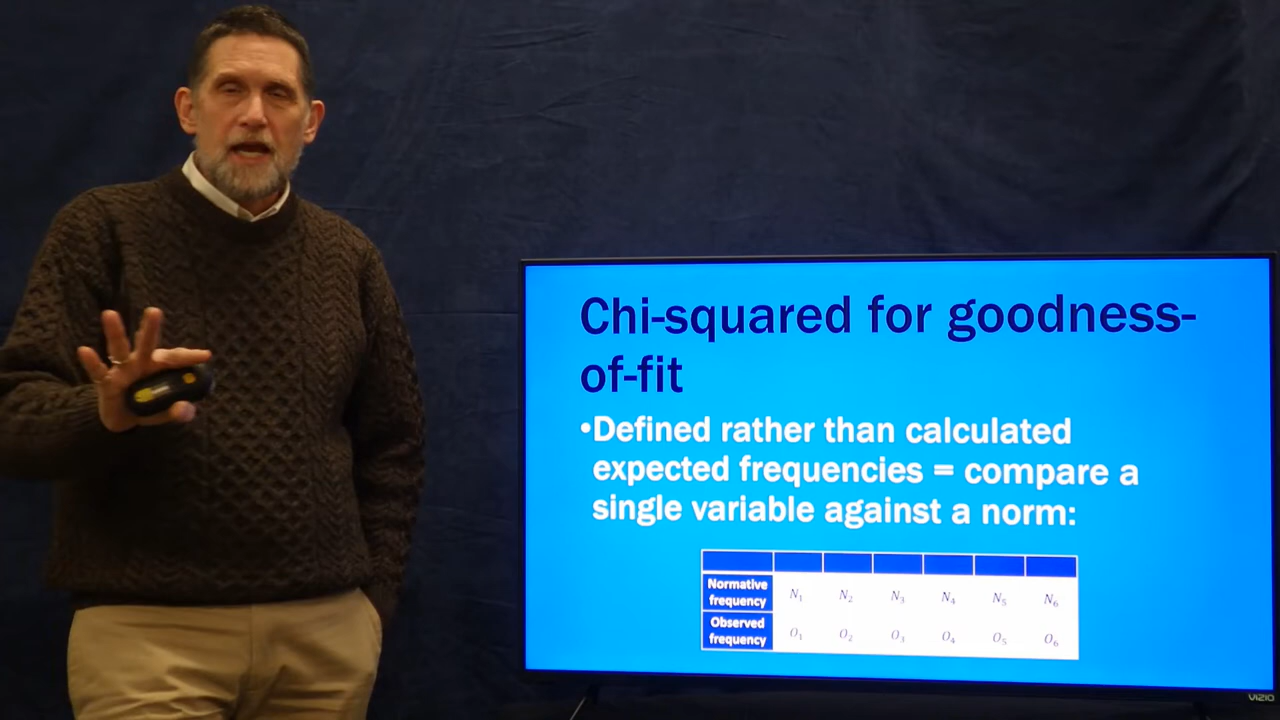 Chi-squared for goodness-
of-fit
•Defined rather than calculated
expected frequencies = compare a
single variable against a norm:
Normative
frequency
N₁ N₂ N₃ N₄ N₅ N₆
Observed
frequency
O₁ O₂ O₃ O₄ O₅ O₆
VIZIO